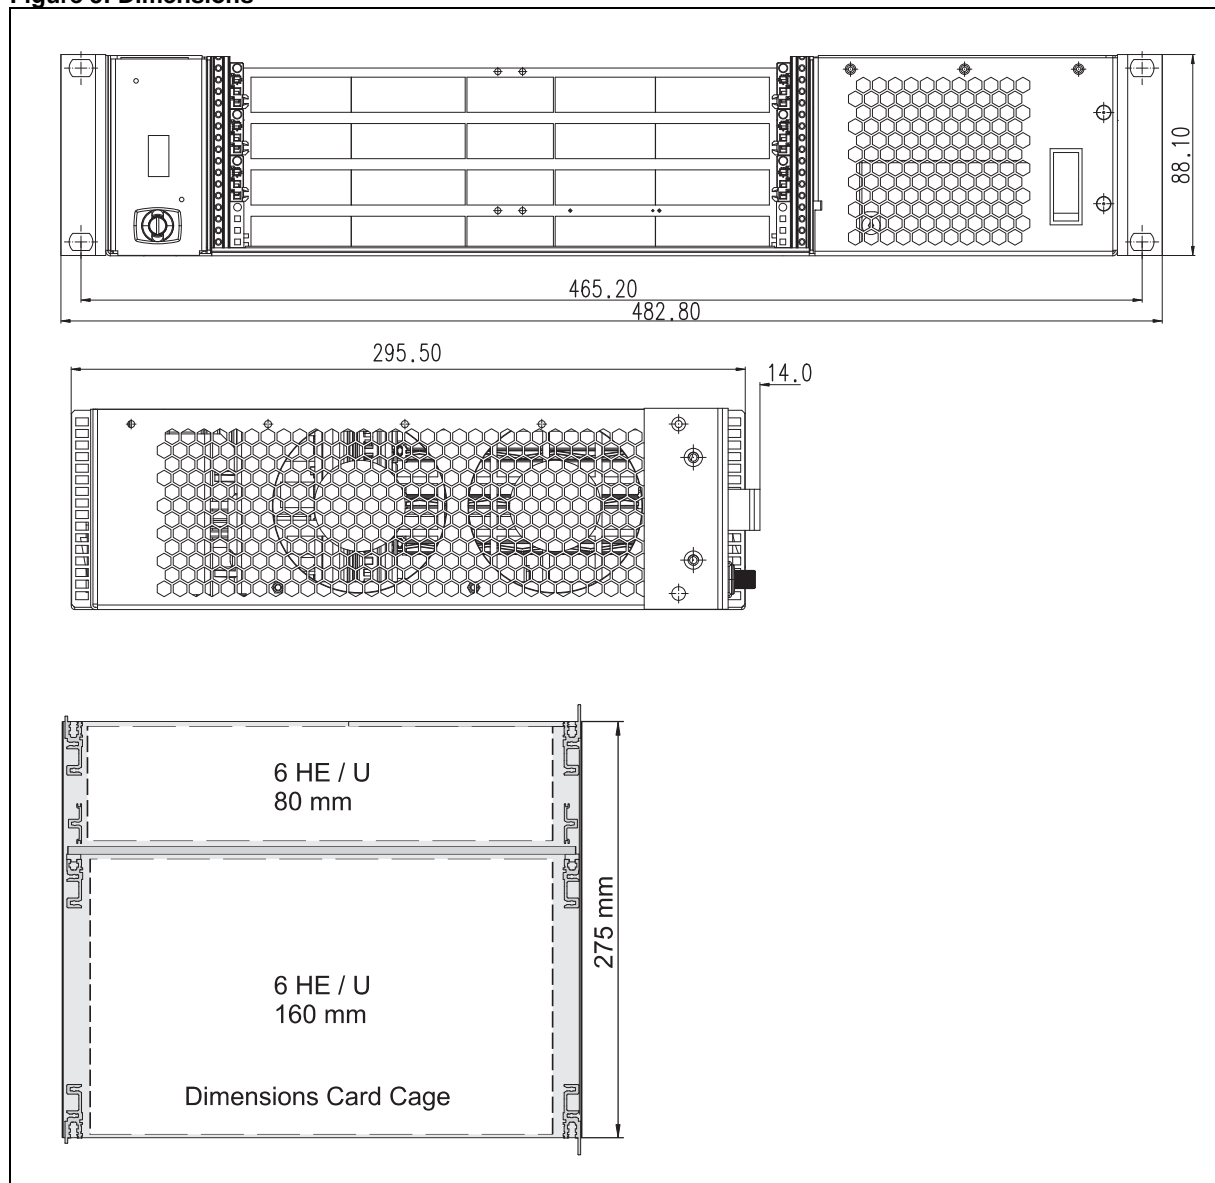 Figure 9: Dimensions
88.10
465.20
482.80
295.50
14.0
6 HE / U
80 mm
275 mm
6 HE / U
160 mm
Dimensions Card Cage